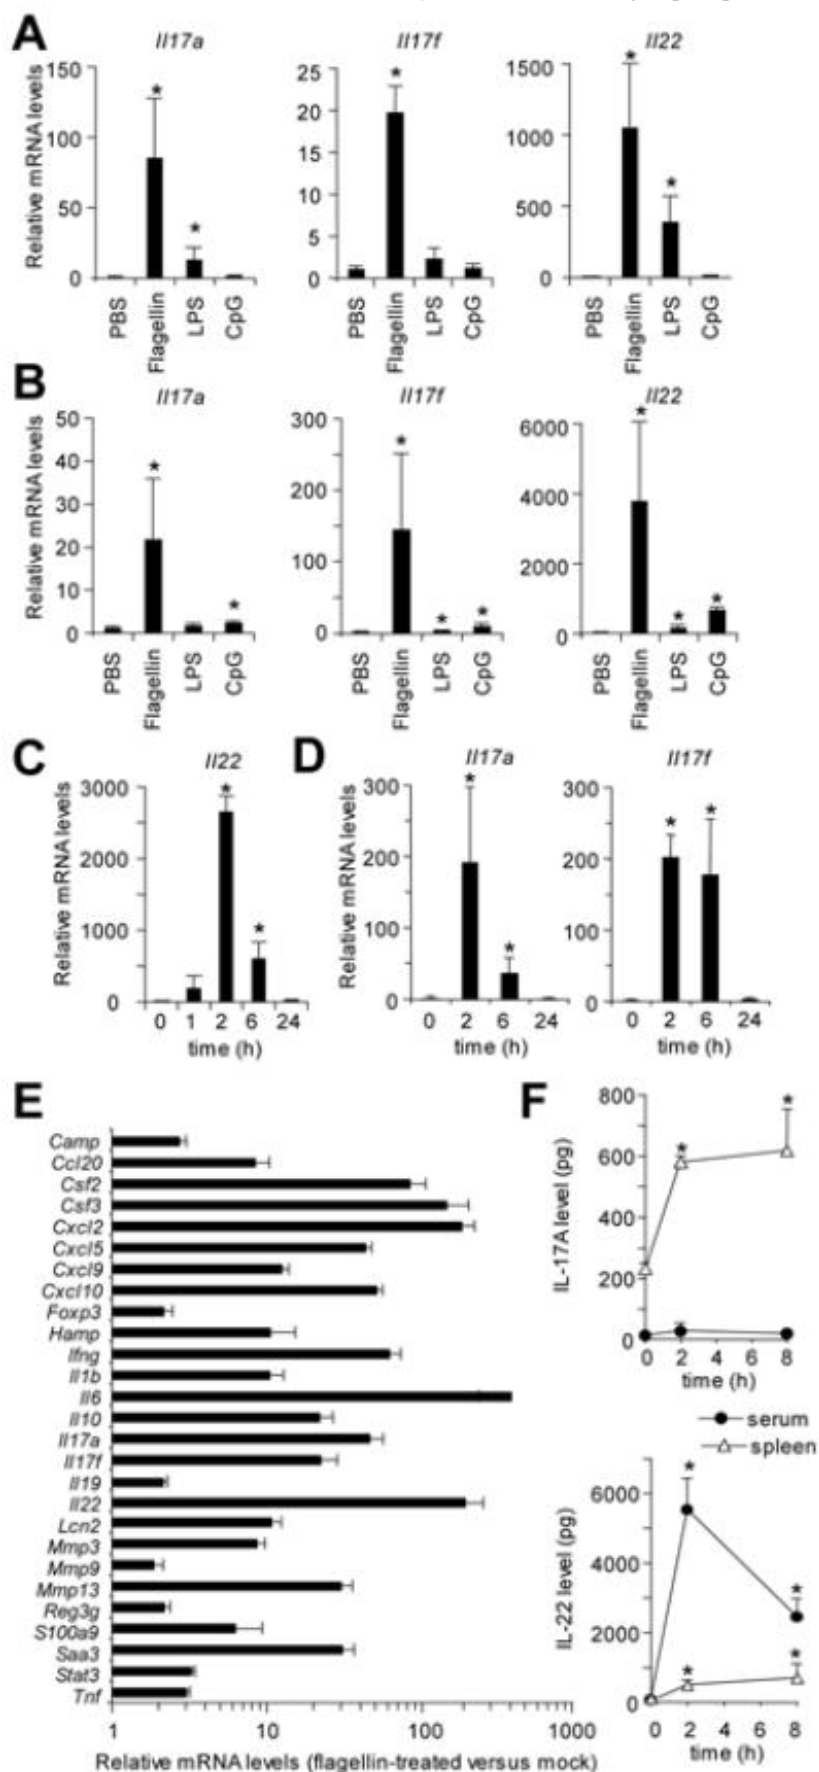 A
Il17a
Il17f
Il22
Relative mRNA levels
150
100
50
0
25
20
15
10
5
0
1500
1000
500
0
* * * * *
PBS Flagellin LPS CpG
PBS Flagellin LPS CpG
PBS Flagellin LPS CpG
B
Il17a
Il17f
Il22
Relative mRNA levels
50
40
30
20
10
0
300
200
100
0
6000
4000
2000
0
* * * * * * * *
PBS Flagellin LPS CpG
PBS Flagellin LPS CpG
PBS Flagellin LPS CpG
C
Il22
Relative mRNA levels
3000
2000
1000
0
* *
0 1 2 6 24
time (h)
D
Il17a
Il17f
Relative mRNA levels
300
200
100
0
* *
0 2 6 24
time (h)
300
200
100
0
* *
0 2 6 24
time (h)
E
Camp
Ccl20
Csf2
Csf3
Cxcl2
Cxcl5
Cxcl9
Cxcl10
Foxp3
Hamp
Ifng
Il1b
Il6
Il10
Il17a
Il17f
Il19
Il22
Lcn2
Mmp3
Mmp9
Mmp13
Reg3g
S100a9
Saa3
Stat3
Tnf
1 10 100 1000
Relative mRNA levels (flagellin-treated versus mock)
F
IL-17A level (pg)
800
600
400
200
0
* *
0 2 4 6 8
time (h)
serum
spleen
IL-22 level (pg)
6000
4000
2000
0
* * * *
0 2 4 6 8
time (h)